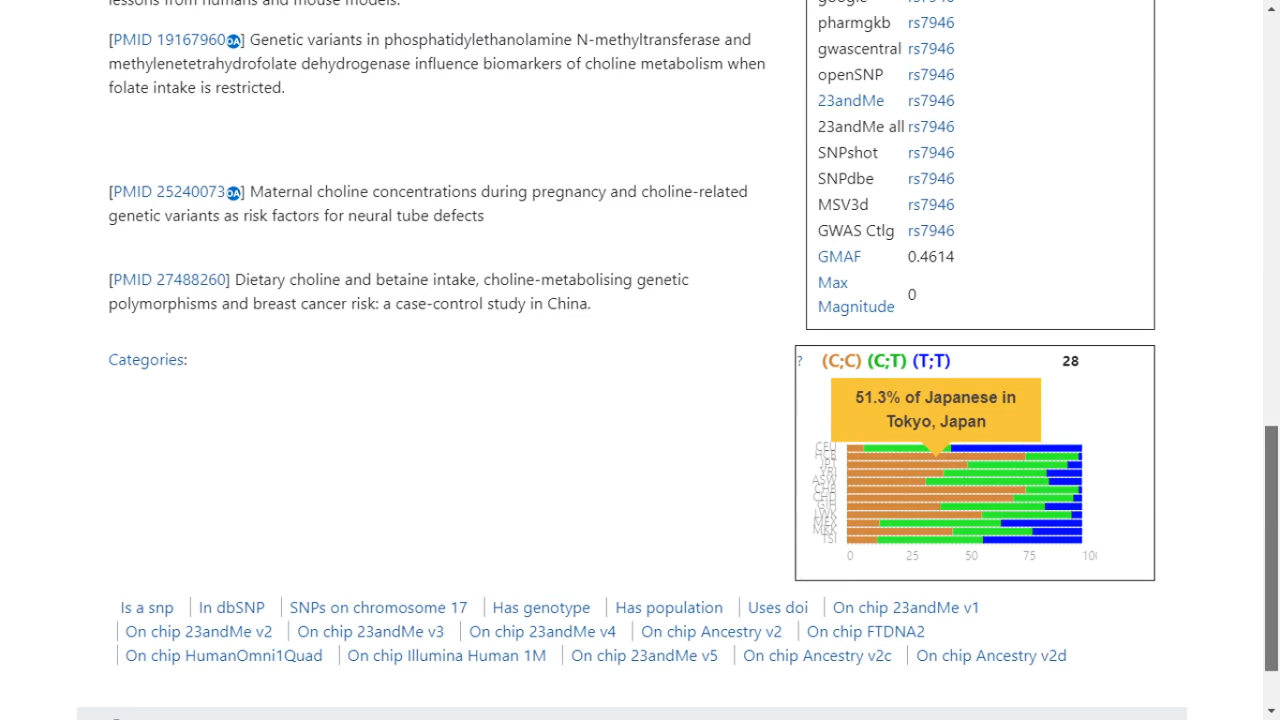 lessons from humans and mouse models.
[PMID 19167960OA] Genetic variants in phosphatidylethanolamine N-methyltransferase and
methylenetetrahydrofolate dehydrogenase influence biomarkers of choline metabolism when
folate intake is restricted.
[PMID 25240073OA] Maternal choline concentrations during pregnancy and choline-related
genetic variants as risk factors for neural tube defects
[PMID 27488260] Dietary choline and betaine intake, choline-metabolising genetic
polymorphisms and breast cancer risk: a case-control study in China.
Categories:
google rs7946
pharmgkb rs7946
gwascentral rs7946
openSNP rs7946
23andMe rs7946
23andMe all rs7946
SNPshot rs7946
SNPdbe rs7946
MSV3d rs7946
GWAS Ctlg rs7946
GMAF 0.4614
Max
Magnitude 0
? (C;C) (C;T) (T;T) 28
51.3% of Japanese in
Tokyo, Japan
CEU
HCB
JPT
YRI
ASW
CHB
CHD
GIH
LWK
MEX
MKK
TSI
0 25 50 75 100
Is a snp In dbSNP SNPs on chromosome 17 Has genotype Has population Uses doi On chip 23andMe v1
On chip 23andMe v2 On chip 23andMe v3 On chip 23andMe v4 On chip Ancestry v2 On chip FTDNA2
On chip HumanOmni1Quad On chip Illumina Human 1M On chip 23andMe v5 On chip Ancestry v2c On chip Ancestry v2d